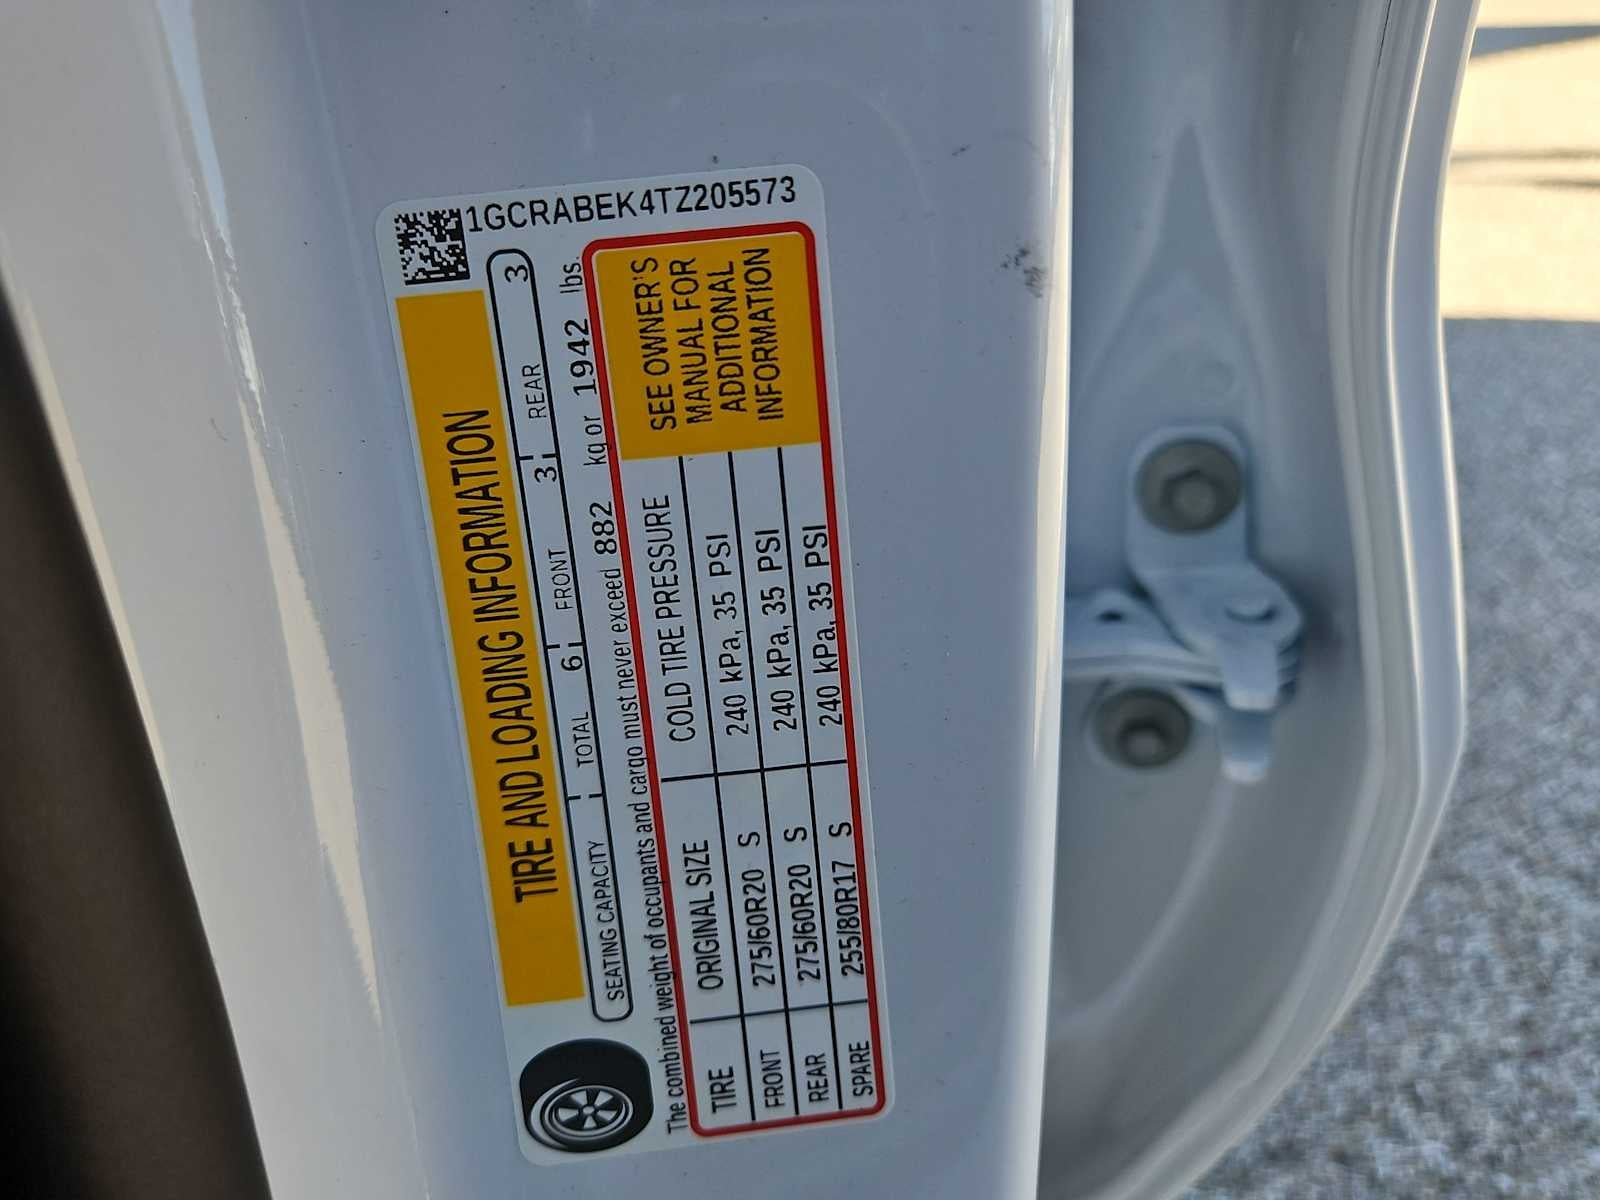 1GCRABEK4TZ205573
TIRE AND LOADING INFORMATION
SEATING CAPACITY TOTAL 6 FRONT 3 REAR 3
The combined weight of occupants and cargo must never exceed 882 kg or 1942 lbs.
TIRE ORIGINAL SIZE COLD TIRE PRESSURE
FRONT 275/60R20 S 240 kPa, 35 PSI
REAR 275/60R20 S 240 kPa, 35 PSI
SPARE 255/80R17 S 240 kPa, 35 PSI
SEE OWNER'S
MANUAL FOR
ADDITIONAL
INFORMATION